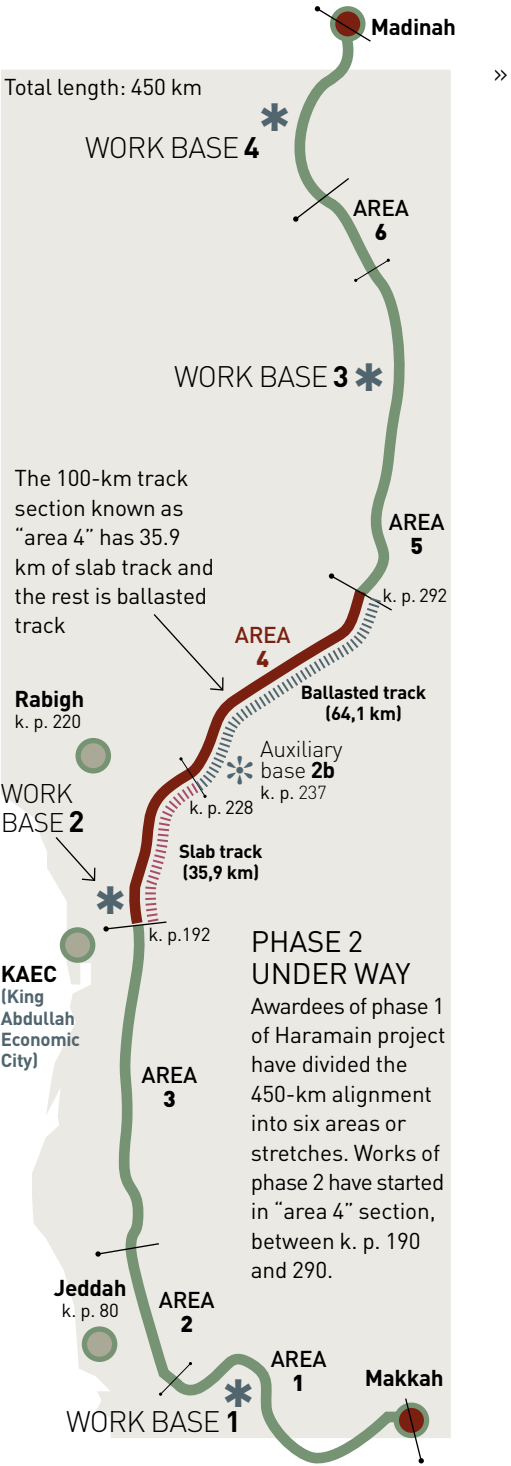 Madinah
»
Total length: 450 km
WORK BASE 4
AREA
6
WORK BASE 3
The 100-km track
section known as
“area 4” has 35.9
km of slab track and
the rest is ballasted
track
AREA
5
k. p. 292
AREA
4
Ballasted track
(64,1 km)
Rabigh
k. p. 220
Auxiliary
base 2b
k. p. 237
WORK
BASE 2
k. p. 228
Slab track
(35,9 km)
k. p.192
KAEC
(King
Abdullah
Economic
City)
PHASE 2
UNDER WAY
Awardees of phase 1
of Haramain project
have divided the
450-km alignment
into six areas or
stretches. Works of
phase 2 have started
in “area 4” section,
between k. p. 190
and 290.
AREA
3
Jeddah
k. p. 80
AREA
2
AREA
1
Makkah
WORK BASE 1